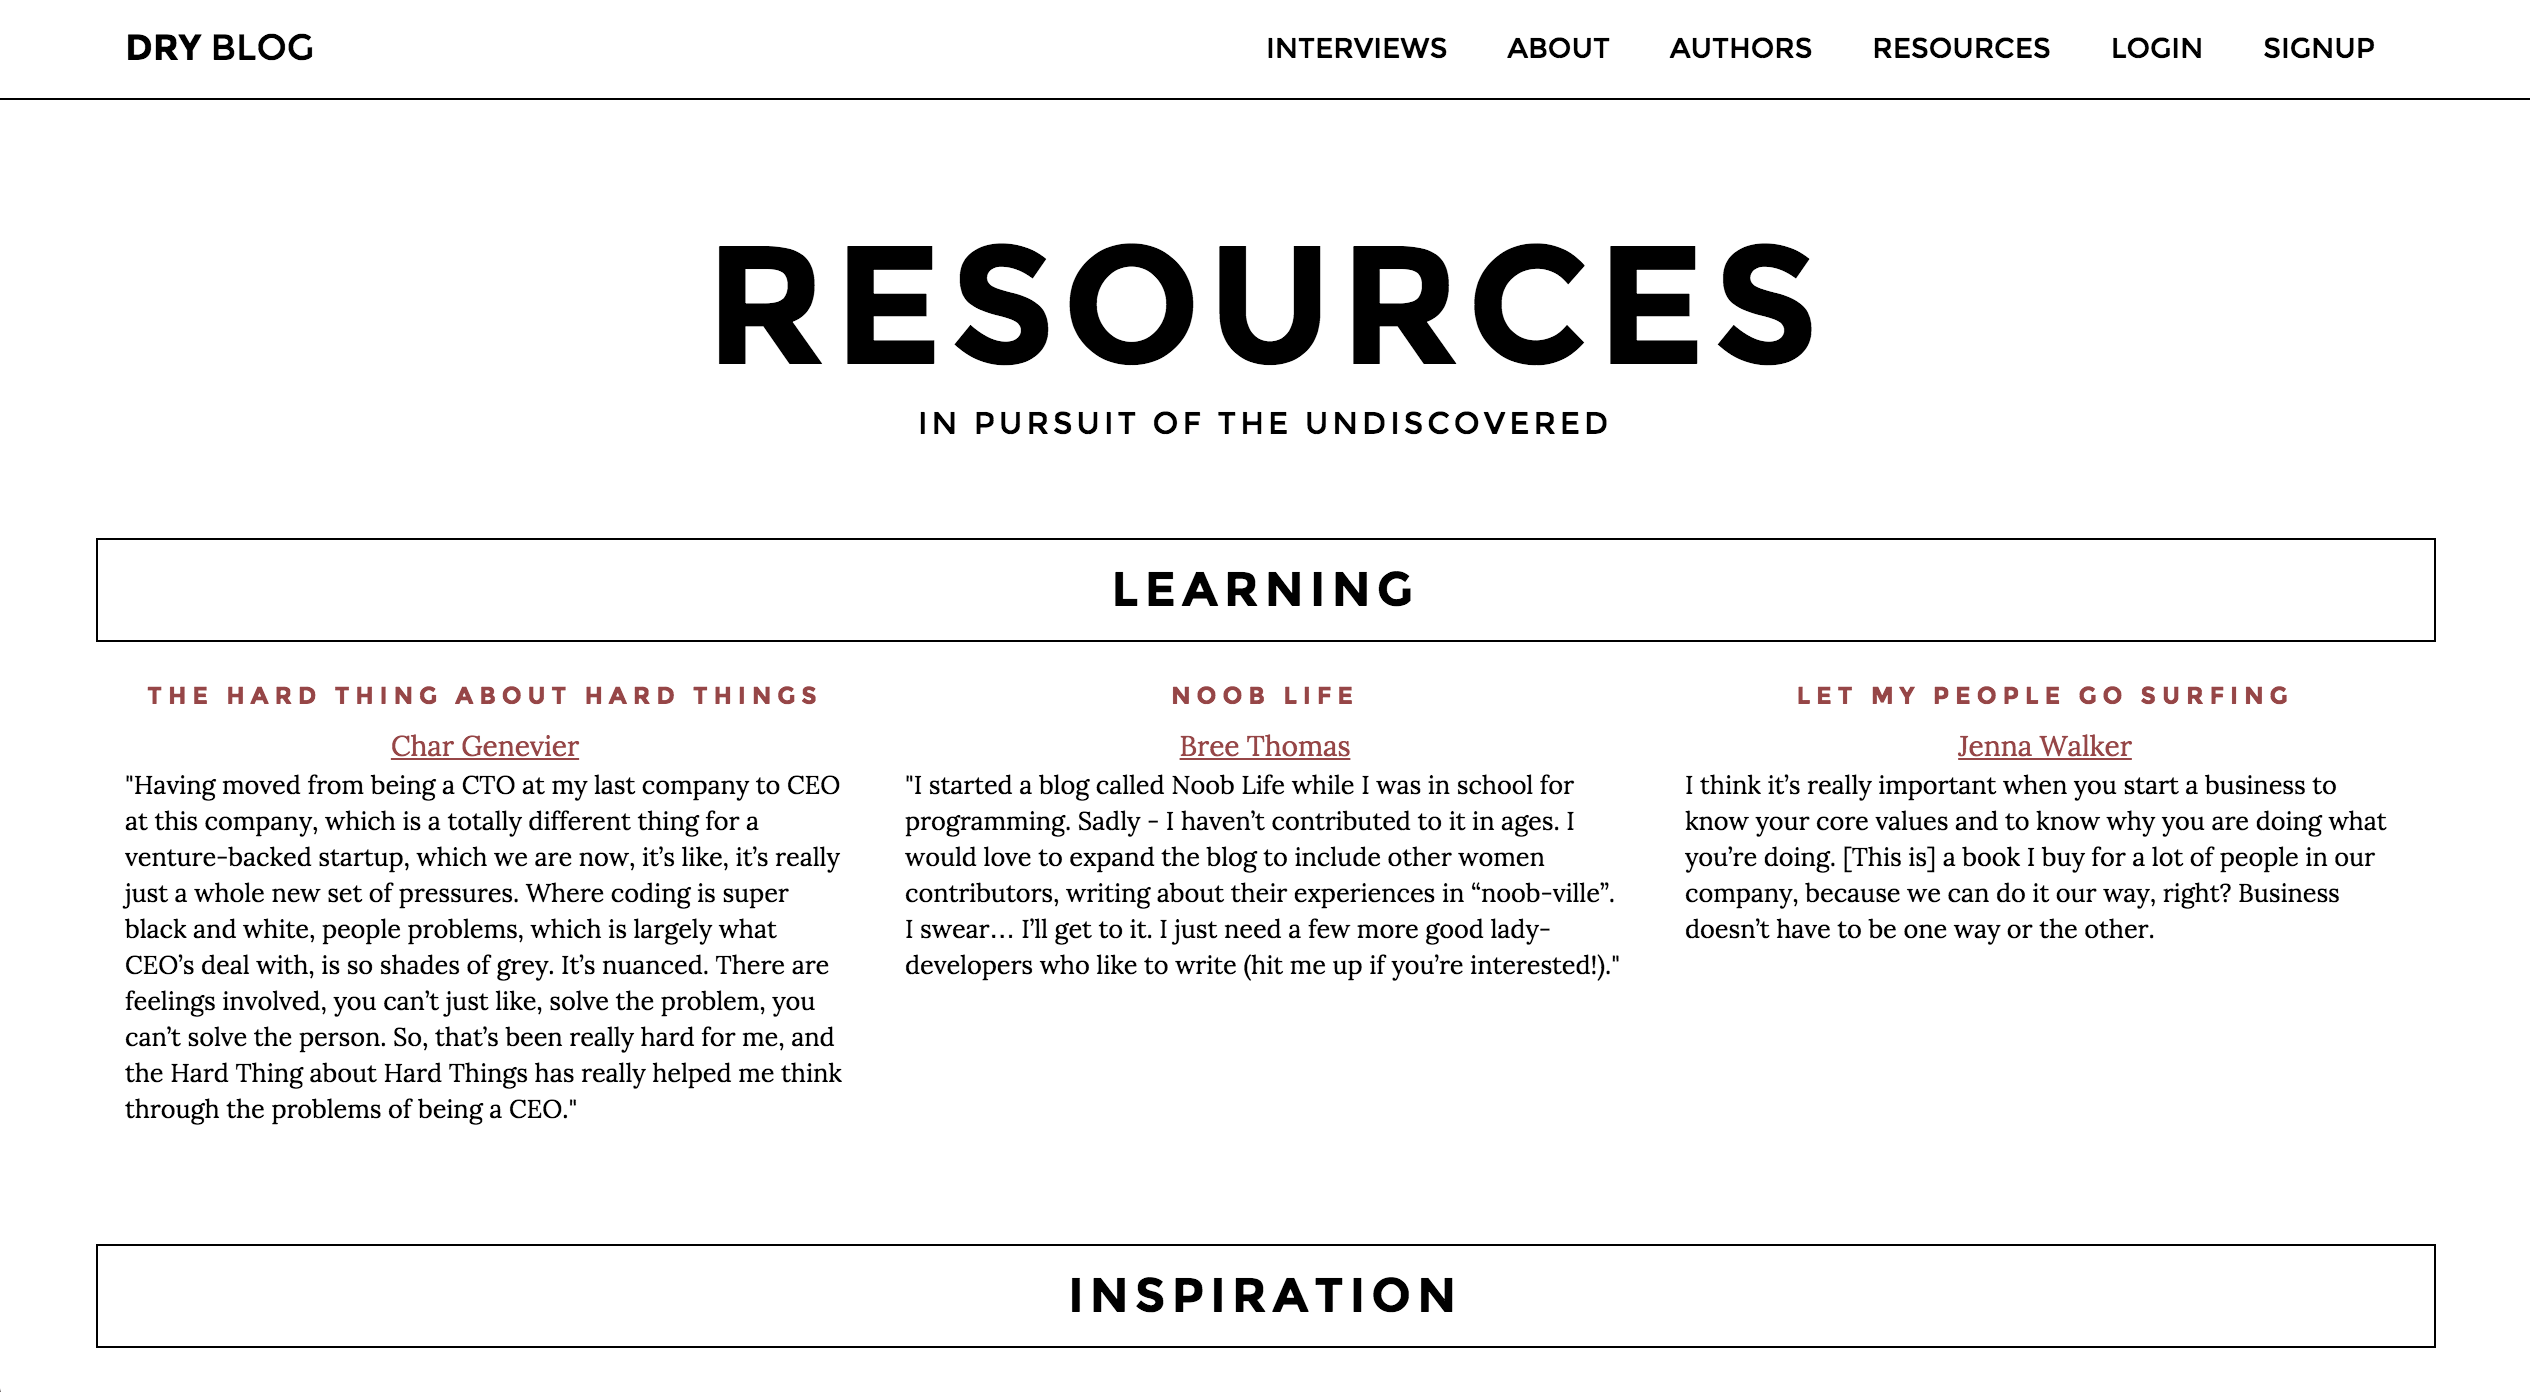 DRY BLOG
INTERVIEWS ABOUT AUTHORS RESOURCES LOGIN SIGNUP
RESOURCES
IN PURSUIT OF THE UNDISCOVERED
LEARNING
THE HARD THING ABOUT HARD THINGS
Char Genevier
"Having moved from being a CTO at my last company to CEO
at this company, which is a totally different thing for a
venture-backed startup, which we are now, it’s like, it’s really
just a whole new set of pressures. Where coding is super
black and white, people problems, which is largely what
CEO’s deal with, is so shades of grey. It’s nuanced. There are
feelings involved, you can’t just like, solve the problem, you
can’t solve the person. So, that’s been really hard for me, and
the Hard Thing about Hard Things has really helped me think
through the problems of being a CEO."
NOOB LIFE
Bree Thomas
"I started a blog called Noob Life while I was in school for
programming. Sadly - I haven’t contributed to it in ages. I
would love to expand the blog to include other women
contributors, writing about their experiences in “noob-ville”.
I swear… I’ll get to it. I just need a few more good lady-
developers who like to write (hit me up if you’re interested!)."
LET MY PEOPLE GO SURFING
Jenna Walker
I think it’s really important when you start a business to
know your core values and to know why you are doing what
you’re doing. [This is] a book I buy for a lot of people in our
company, because we can do it our way, right? Business
doesn’t have to be one way or the other.
INSPIRATION